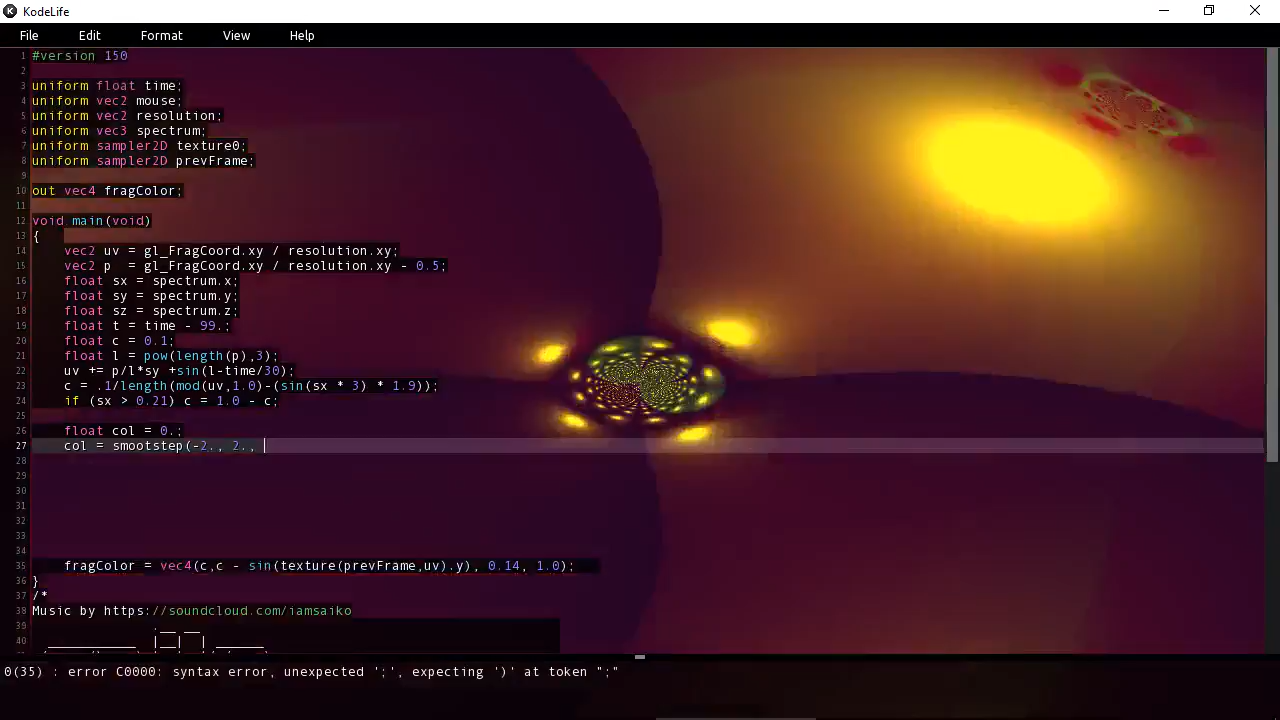 KodeLife
File Edit Format View Help
1 #version 150
2
3 uniform float time;
4 uniform vec2 mouse;
5 uniform vec2 resolution;
6 uniform vec3 spectrum;
7 uniform sampler2D texture0;
8 uniform sampler2D prevFrame;
9
10 out vec4 fragColor;
11
12 void main(void)
13 {
14 vec2 uv = gl_FragCoord.xy / resolution.xy;
15 vec2 p  = gl_FragCoord.xy / resolution.xy - 0.5;
16 float sx = spectrum.x;
17 float sy = spectrum.y;
18 float sz = spectrum.z;
19 float t = time - 99.;
20 float c = 0.1;
21 float l = pow(length(p),3);
22 uv += p/l*sy +sin(l-time/30);
23 c = .1/length(mod(uv,1.0)-(sin(sx * 3) * 1.9));
24 if (sx > 0.21) c = 1.0 - c;
25
26 float col = 0.;
27 col = smootstep(-2., 2.,
28
29
30
31
32
33
34
35 fragColor = vec4(c,c - sin(texture(prevFrame,uv).y), 0.14, 1.0);
36 }
37 /*
38 Music by https://soundcloud.com/iamsaiko
39
40
0(35) : error C0000: syntax error, unexpected ';', expecting ')' at token ";"